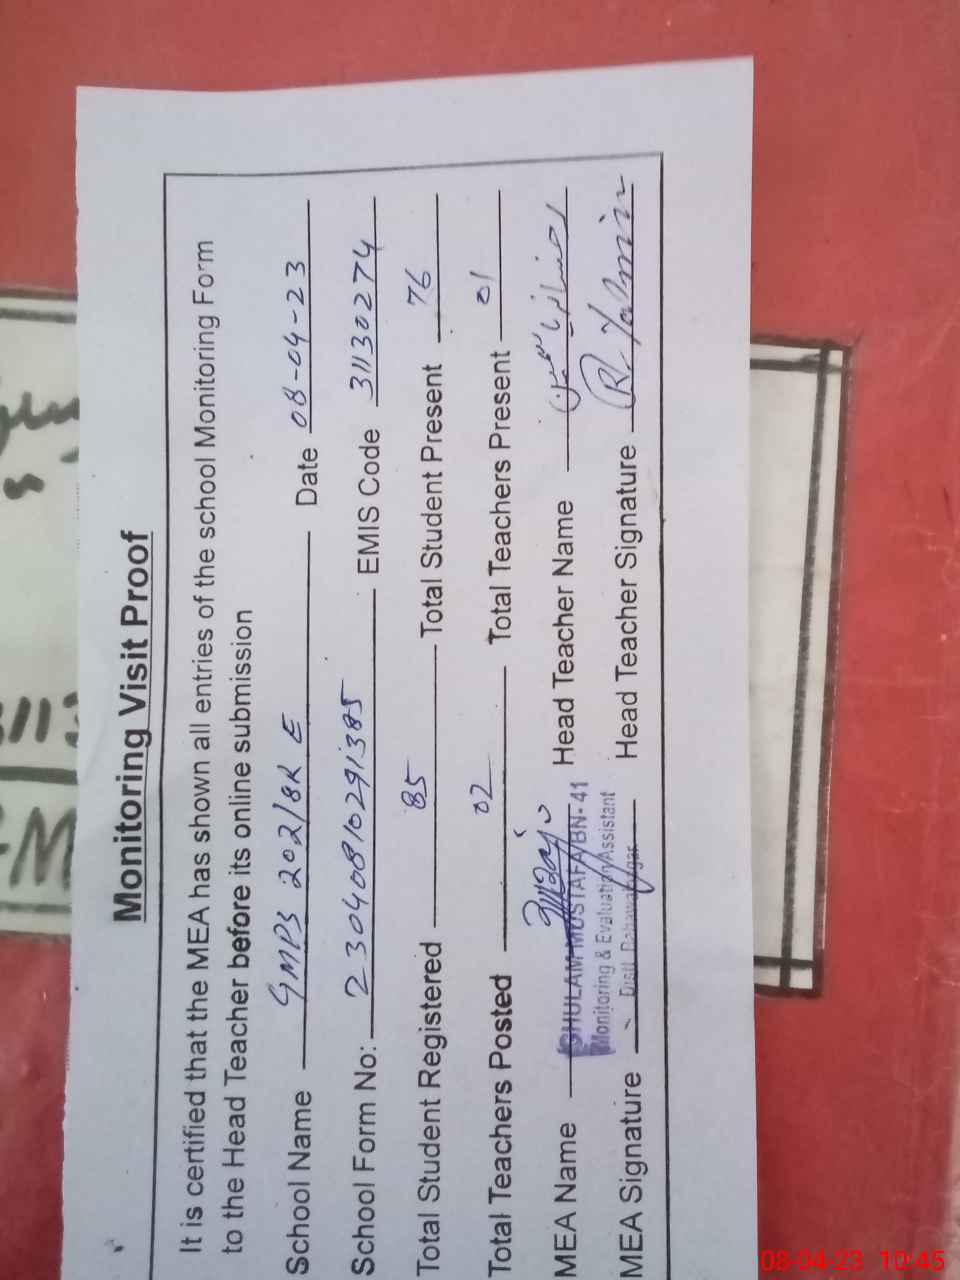 Monitoring Visit Proof
It is certified that the MEA has shown all entries of the school Monitoring Form
to the Head Teacher before its online submission
School Name GMPS 202/8R E Date 08-04-23
School Form No: 23040810291385 EMIS Code 31130274
Total Student Registered 85 Total Student Present 76
Total Teachers Posted 02 Total Teachers Present 01
MEA Name GHULAM MUSTAFA/BN-41 Head Teacher Name
Monitoring & Evaluation Assistant
MEA Signature Distt Bahawalnagar Head Teacher Signature
3113
08-04-23 10:45